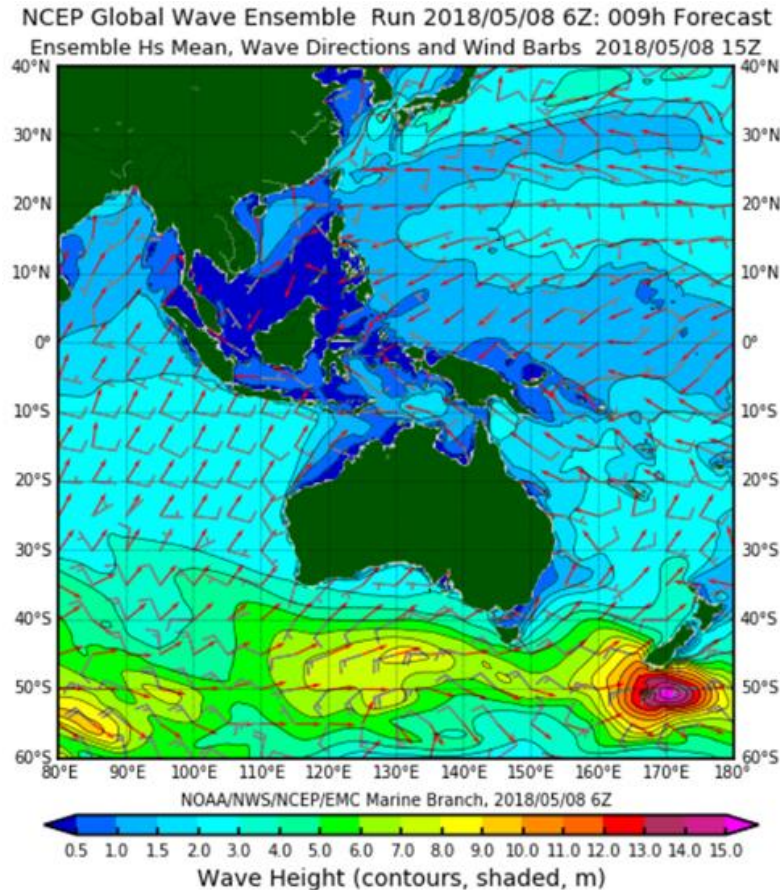 NCEP Global Wave Ensemble Run 2018/05/08 6Z: 009h Forecast
Ensemble Hs Mean, Wave Directions and Wind Barbs 2018/05/08 15Z
40°N 40°N
30°N 30°N
20°N 20°N
10°N 10°N
0° 0°
10°S 10°S
20°S 20°S
30°S 30°S
40°S 40°S
50°S 50°S
60°S 60°S
80°E 90°E 100°E 110°E 120°E 130°E 140°E 150°E 160°E 170°E 180°
NOAA/NWS/NCEP/EMC Marine Branch, 2018/05/08 6Z
0.5 1.0 1.5 2.0 3.0 4.0 5.0 6.0 7.0 8.0 9.0 10.0 11.0 12.0 13.0 14.0 15.0
Wave Height (contours, shaded, m)